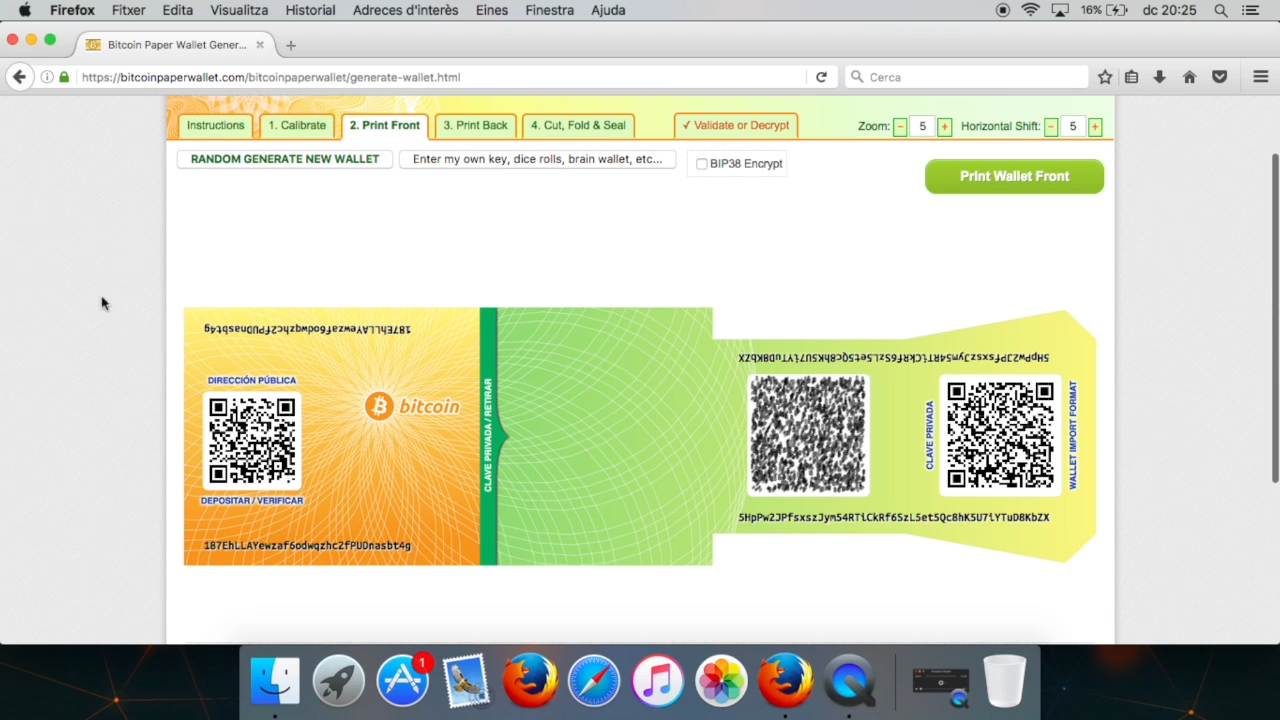 Firefox Fitxer Edita Visualitza Historial Adreces d'interès Eines Finestra Ajuda 16% dc 20:25
Bitcoin Paper Wallet Gener...
https://bitcoinpaperwallet.com/bitcoinpaperwallet/generate-wallet.html Cerca
Instructions 1. Calibrate 2. Print Front 3. Print Back 4. Cut, Fold & Seal ✓ Validate or Decrypt Zoom: - 5 + Horizontal Shift: - 5 +
RANDOM GENERATE NEW WALLET Enter my own key, dice rolls, brain wallet, etc... BIP38 Encrypt
Print Wallet Front
187EhLLAYewzaf6odwqzhc2fPUDnasbt4g
5HpPw2JPfsxszJym54RTiCkRf6SzL5et5Qc8hK5U7iYTuD8KbZX
DIRECCIÓN PÚBLICA
bitcoin
CLAVE PRIVADA / RETIRAR
CLAVE PRIVADA
WALLET IMPORT FORMAT
DEPOSITAR / VERIFICAR
5HpPw2JPfsxszJym54RTiCkRf6SzL5et5Qc8hK5U7iYTuD8KbZX
187EhLLAYewzaf6odwqzhc2fPUDnasbt4g
1